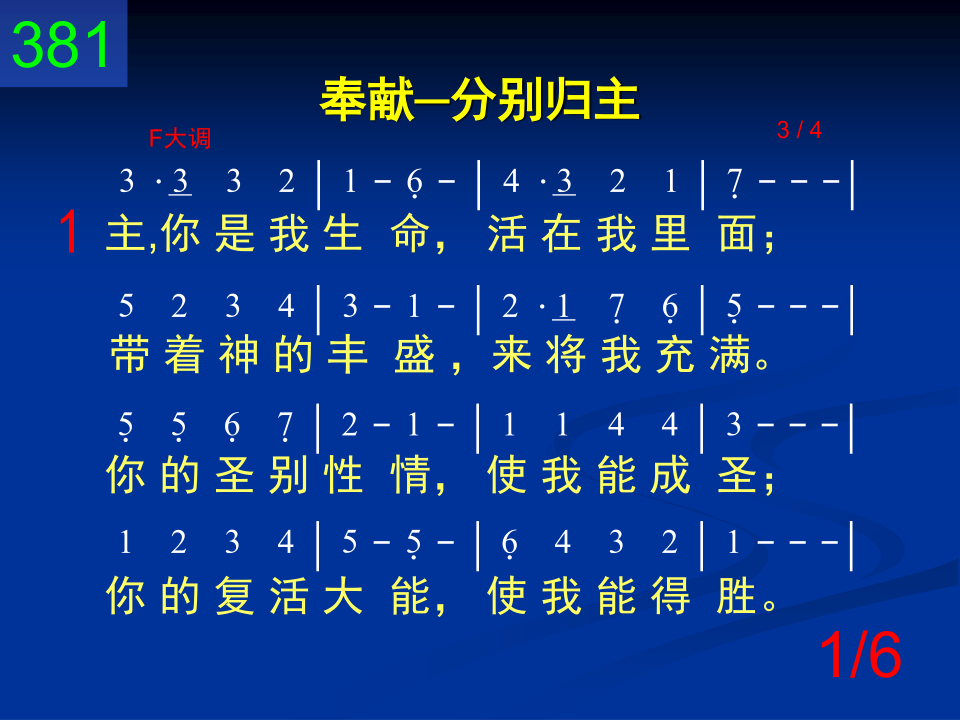 381
奉献─分别归主
F大调
3 / 4
3 · 3 3 2 | 1 − 6̣ − | 4 · 3 2 1 | 7̣ − − − |
1 主,你 是 我 生 命， 活 在 我 里 面；
5 2 3 4 | 3 − 1 − | 2 · 1 7̣ 6̣ | 5̣ − − − |
带 着 神 的 丰 盛 ，来 将 我 充 满。
5̣ 5̣ 6̣ 7̣ | 2 − 1 − | 1 1 4 4 | 3 − − − |
你 的 圣 别 性 情， 使 我 能 成 圣；
1 2 3 4 | 5 − 5̣ − | 6̣ 4 3 2 | 1 − − − |
你 的 复 活 大 能， 使 我 能 得 胜。
1/6